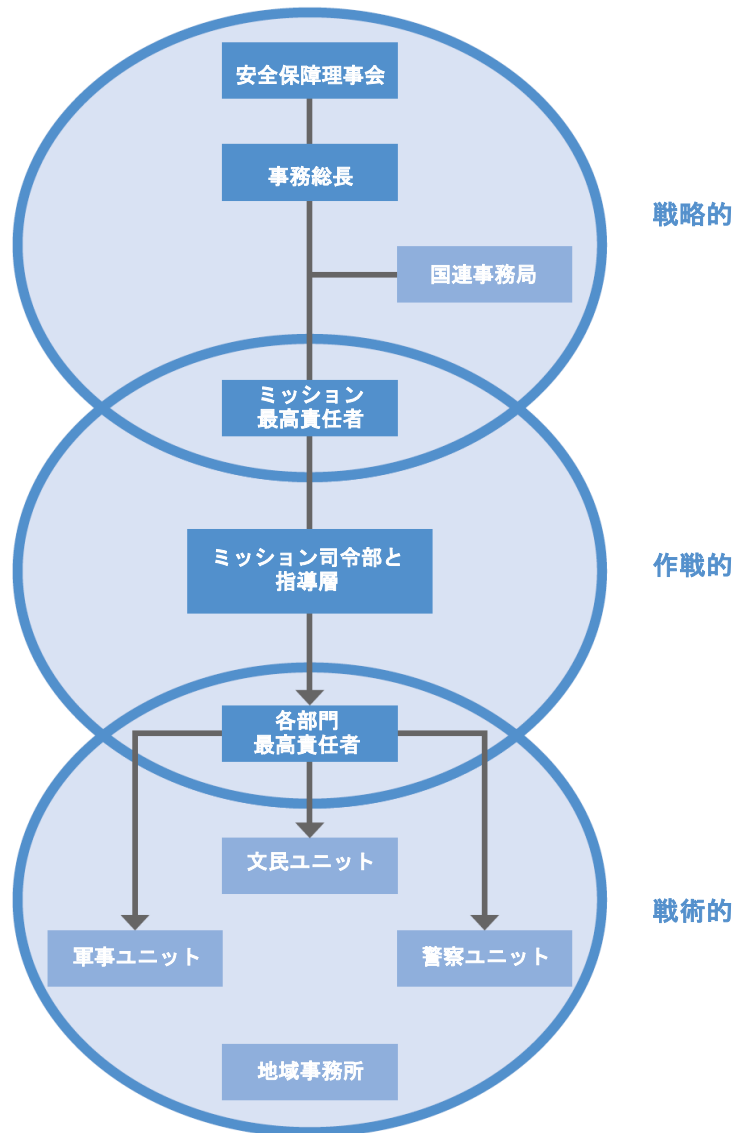 安全保障理事会
事務総長
戦略的
国連事務局
ミッション
最高責任者
ミッション司令部と
指導層
作戦的
各部門
最高責任者
文民ユニット
戦術的
軍事ユニット
警察ユニット
地域事務所